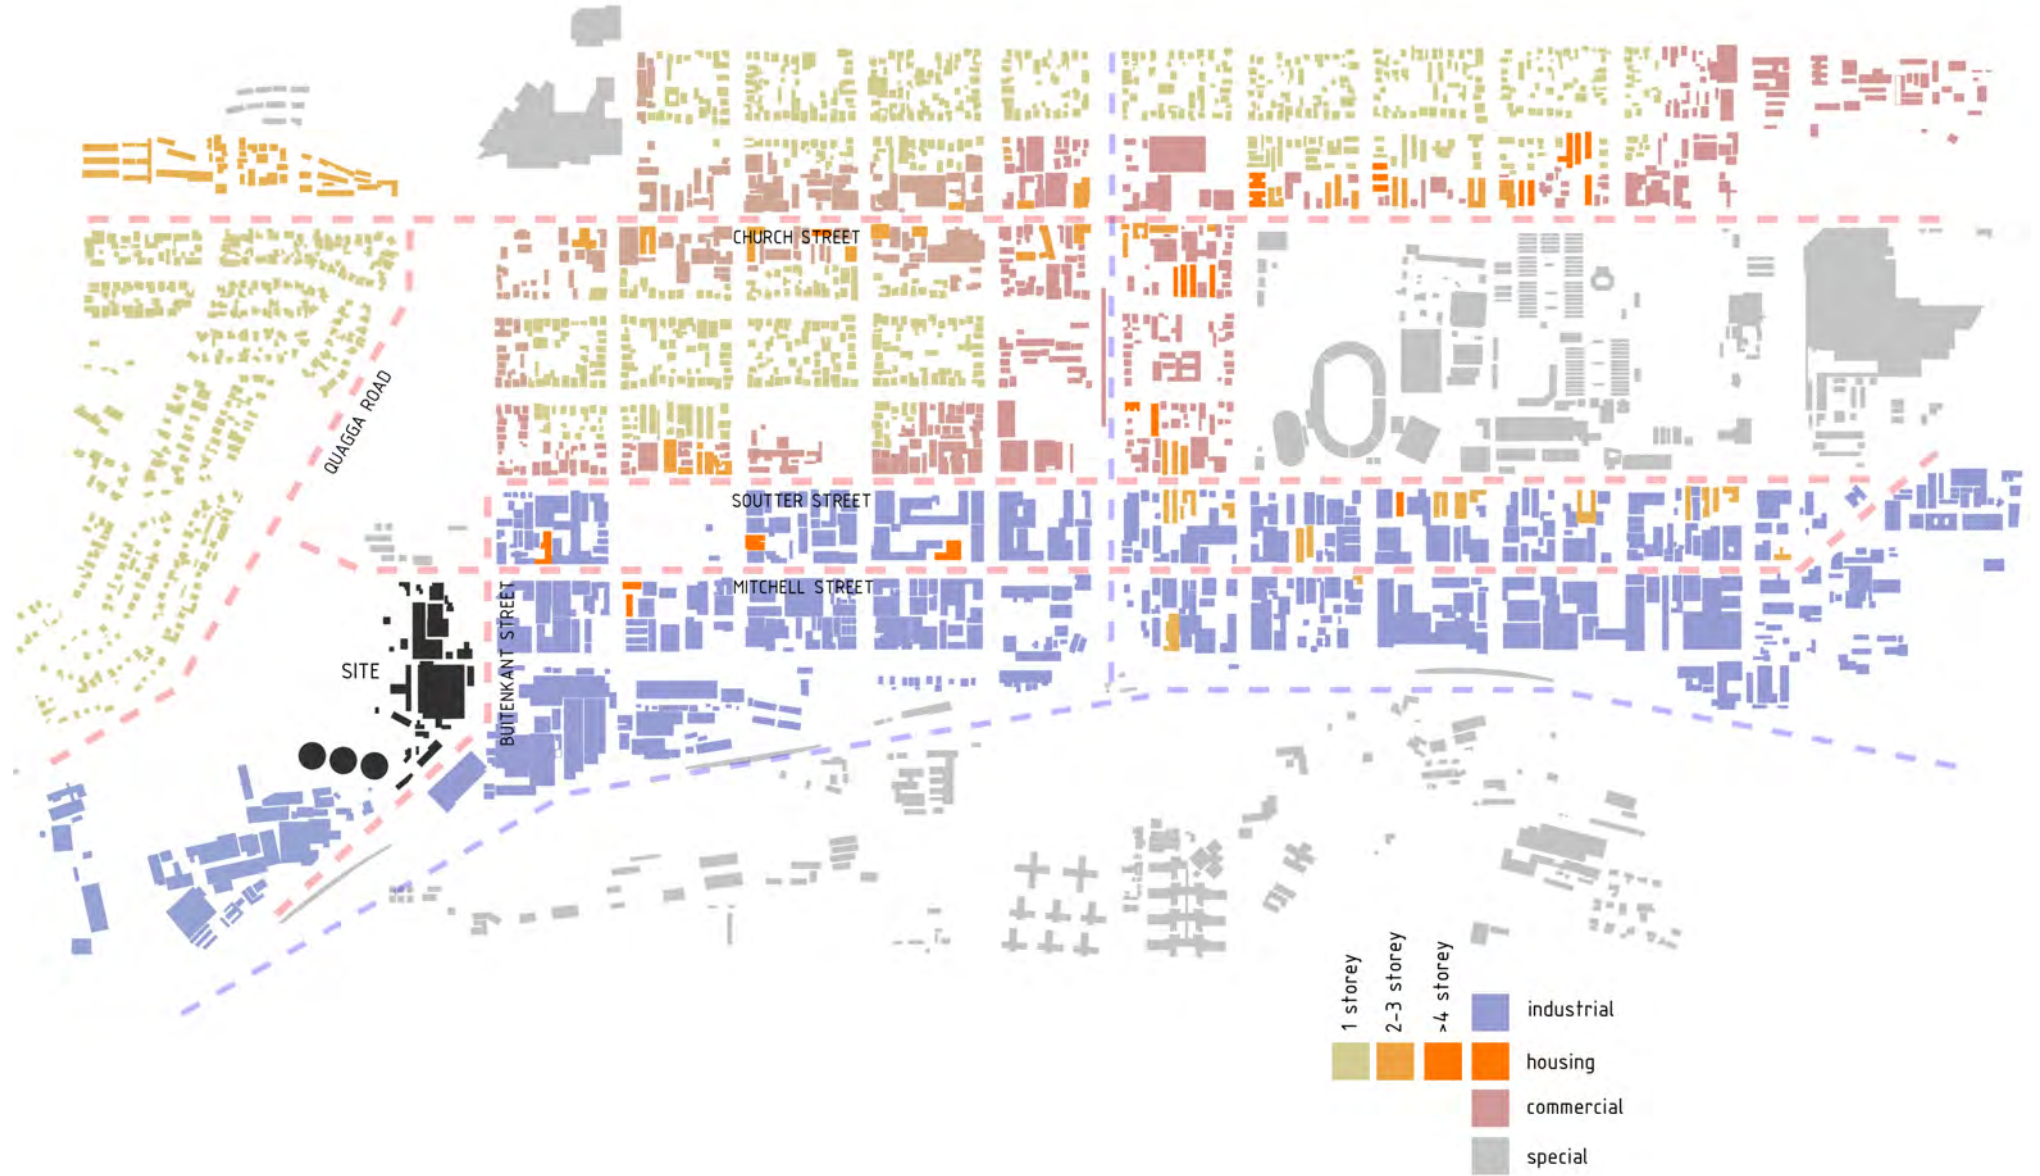 CHURCH STREET
QUAGGA ROAD
SOUTTER STREET
MITCHELL STREET
BUITENKANT STREET
SITE
1 storey
2-3 storey
>4 storey
industrial
housing
commercial
special